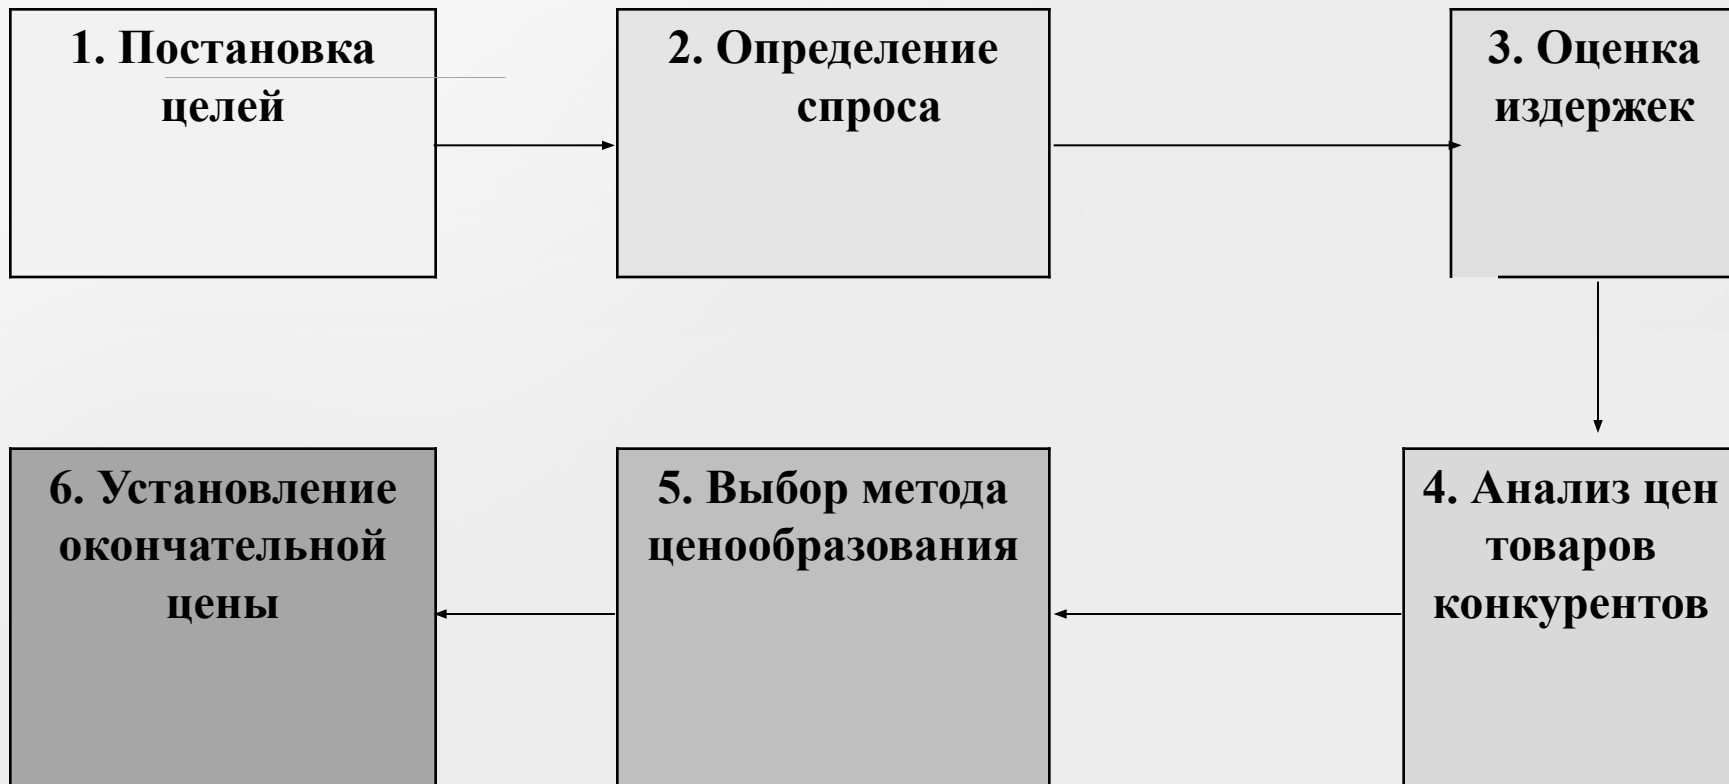 1. Постановка
целей
2. Определение
спроса
3. Оценка
издержек
4. Анализ цен
товаров
конкурентов
5. Выбор метода
ценообразования
6. Установление
окончательной
цены